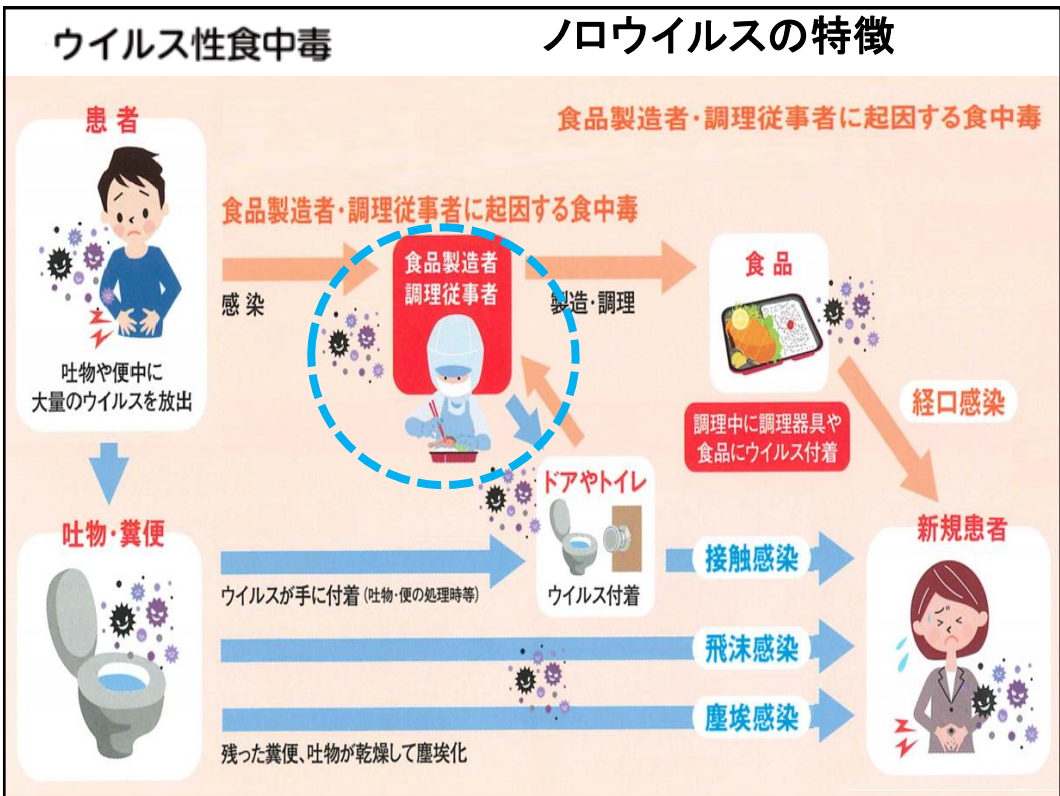 ウイルス性食中毒
ノロウイルスの特徴
患者
食品製造者・調理従事者に起因する食中毒
食品製造者・調理従事者に起因する食中毒
食品製造者
調理従事者
感染
製造・調理
食品
吐物や便中に
大量のウイルスを放出
経口感染
調理中に調理器具や
食品にウイルス付着
ドアやトイレ
吐物・糞便
新規患者
接触感染
ウイルスが手に付着(吐物・便の処理時等)
ウイルス付着
飛沫感染
塵埃感染
残った糞便、吐物が乾燥して塵埃化